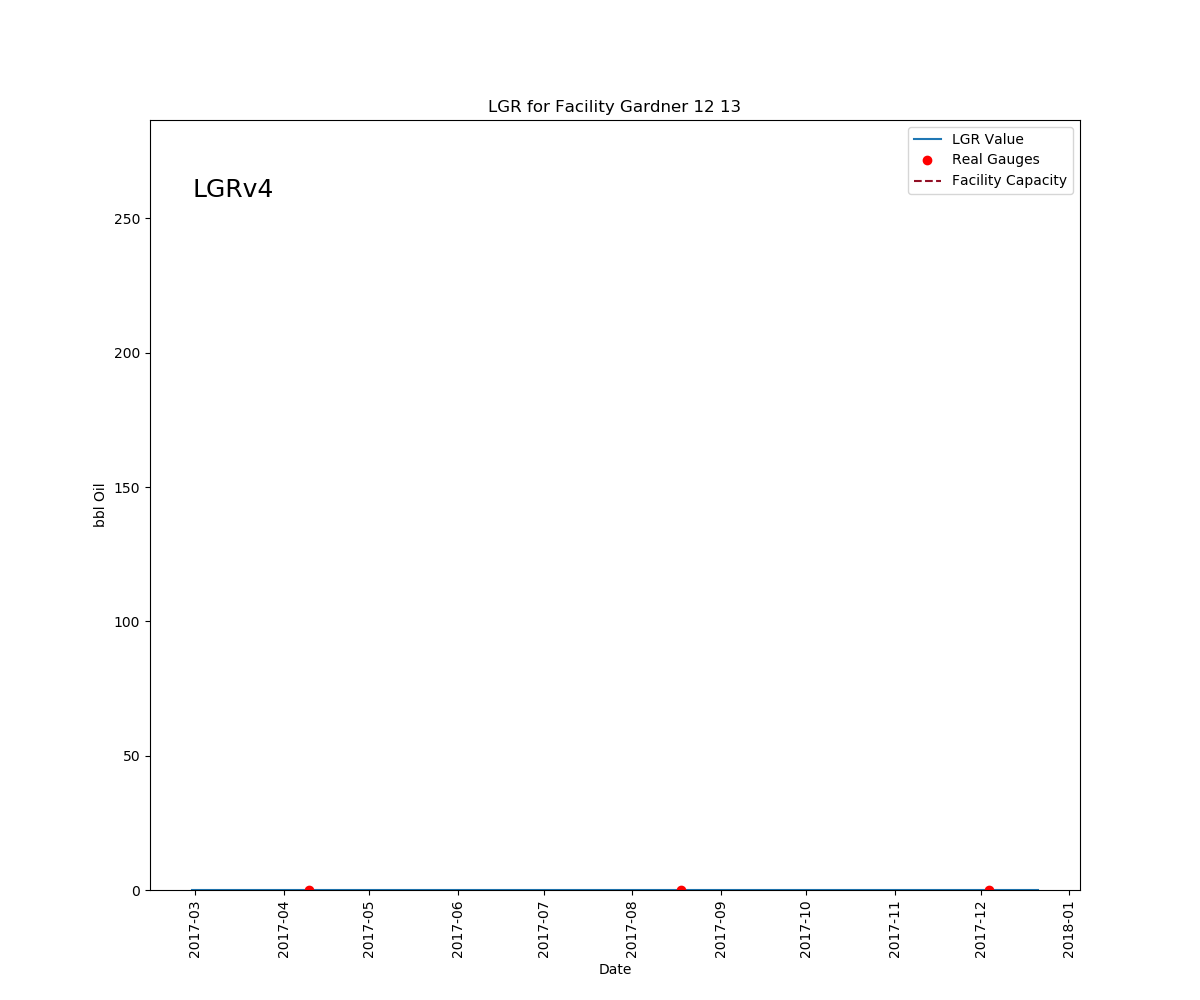 LGR for Facility Gardner 12 13
LGR Value
Real Gauges
Facility Capacity
LGRv4
250
200
150
100
50
0
bbl Oil
2017-03
2017-04
2017-05
2017-06
2017-07
2017-08
2017-09
2017-10
2017-11
2017-12
2018-01
Date